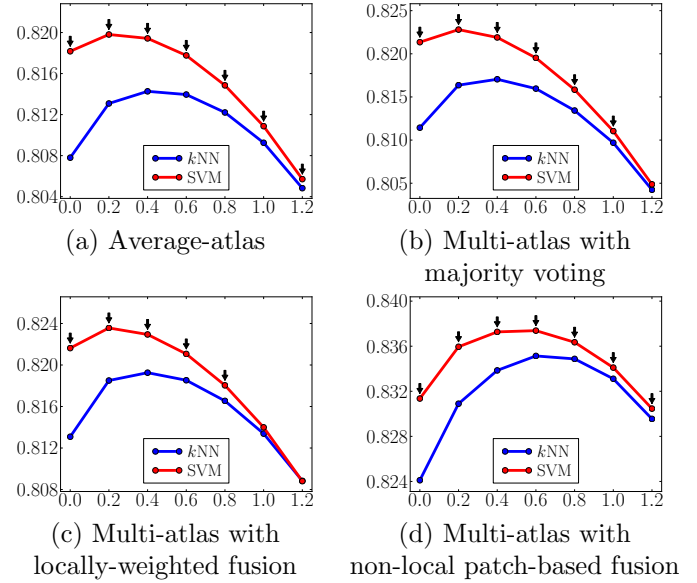 0.820
0.816
0.812
0.808
0.804
kNN
SVM
0.0 0.2 0.4 0.6 0.8 1.0 1.2
(a) Average-atlas
0.825
0.820
0.815
0.810
0.805
kNN
SVM
0.0 0.2 0.4 0.6 0.8 1.0 1.2
(b) Multi-atlas with
majority voting
0.824
0.820
0.816
0.812
0.808
kNN
SVM
0.0 0.2 0.4 0.6 0.8 1.0 1.2
(c) Multi-atlas with
locally-weighted fusion
0.840
0.836
0.832
0.828
0.824
kNN
SVM
0.0 0.2 0.4 0.6 0.8 1.0 1.2
(d) Multi-atlas with
non-local patch-based fusion